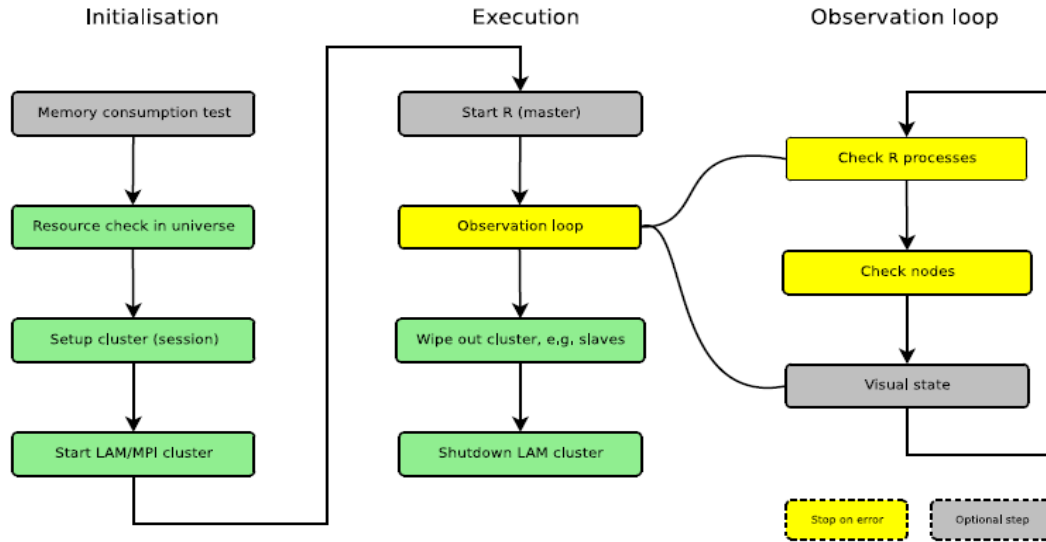 Initialisation
Execution
Observation loop
Memory consumption test
Resource check in universe
Setup cluster (session)
Start LAM/MPI cluster
Start R (master)
Observation loop
Wipe out cluster, e,g, slaves
Shutdown LAM cluster
Check R processes
Check nodes
Visual state
Stop on error
Optional step